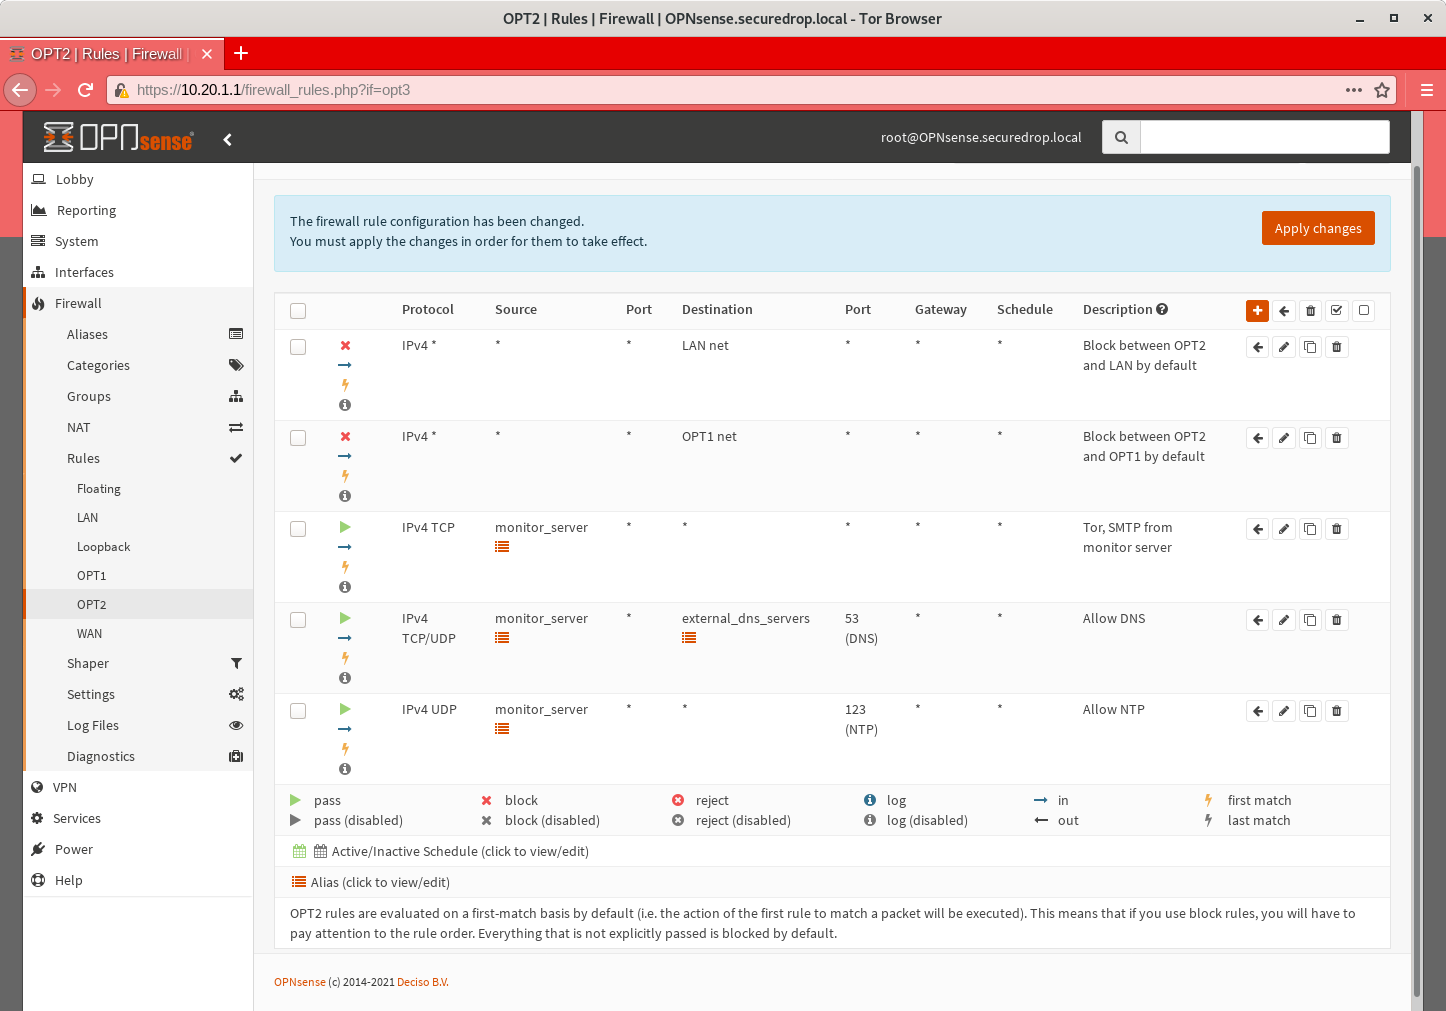 OPT2 | Rules | Firewall | OPNsense.securedrop.local - Tor Browser
OPT2 | Rules | Firewall |
https://10.20.1.1/firewall_rules.php?if=opt3
OPNsense
root@OPNsense.securedrop.local
Lobby
Reporting
System
Interfaces
Firewall
Aliases
Categories
Groups
NAT
Rules
Floating
LAN
Loopback
OPT1
OPT2
WAN
Shaper
Settings
Log Files
Diagnostics
VPN
Services
Power
Help
The firewall rule configuration has been changed.
You must apply the changes in order for them to take effect.
Apply changes
Protocol Source Port Destination Port Gateway Schedule Description
IPv4 * * * LAN net * * * Block between OPT2
and LAN by default
IPv4 * * * OPT1 net * * * Block between OPT2
and OPT1 by default
IPv4 TCP monitor_server * * * * * Tor, SMTP from
monitor server
IPv4 monitor_server * external_dns_servers 53 * * Allow DNS
TCP/UDP (DNS)
IPv4 UDP monitor_server * * 123 * * Allow NTP
(NTP)
pass block reject log in first match
pass (disabled) block (disabled) reject (disabled) log (disabled) out last match
Active/Inactive Schedule (click to view/edit)
Alias (click to view/edit)
OPT2 rules are evaluated on a first-match basis by default (i.e. the action of the first rule to match a packet will be executed). This means that if you use block rules, you will have to
pay attention to the rule order. Everything that is not explicitly passed is blocked by default.
OPNsense (c) 2014-2021 Deciso B.V.